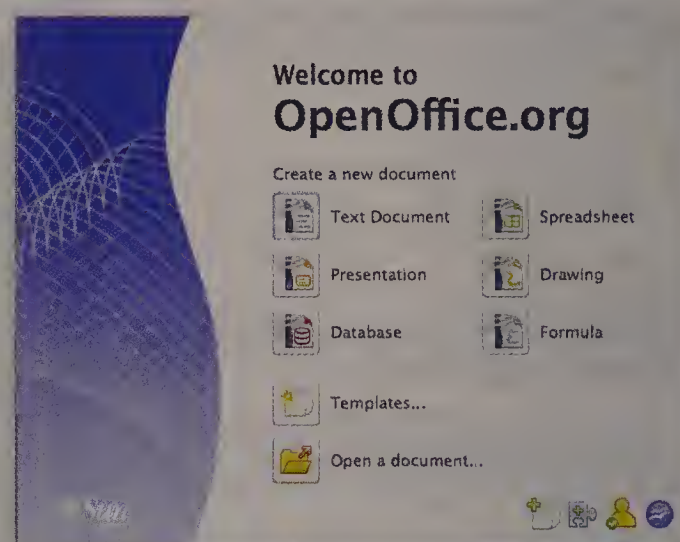 Welcome to
OpenOffice.org
Create a new document
Text Document
Spreadsheet
Presentation
Drawing
Database
Formula
Templates...
Open a document...